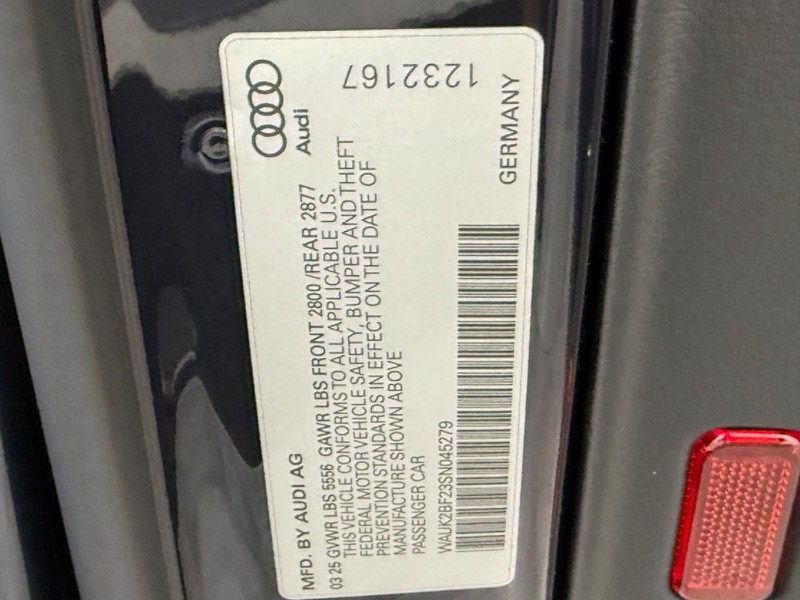 Audi
1232167
MFD. BY AUDI AG
GERMANY
03 25 GVWR LBS 5556 GAWR LBS FRONT 2800 /REAR 2877
THIS VEHICLE CONFORMS TO ALL APPLICABLE U.S.
FEDERAL MOTOR VEHICLE SAFETY, BUMPER AND THEFT
PREVENTION STANDARDS IN EFFECT ON THE DATE OF
MANUFACTURE SHOWN ABOVE
PASSENGER CAR
WAUK2BF23SN045279